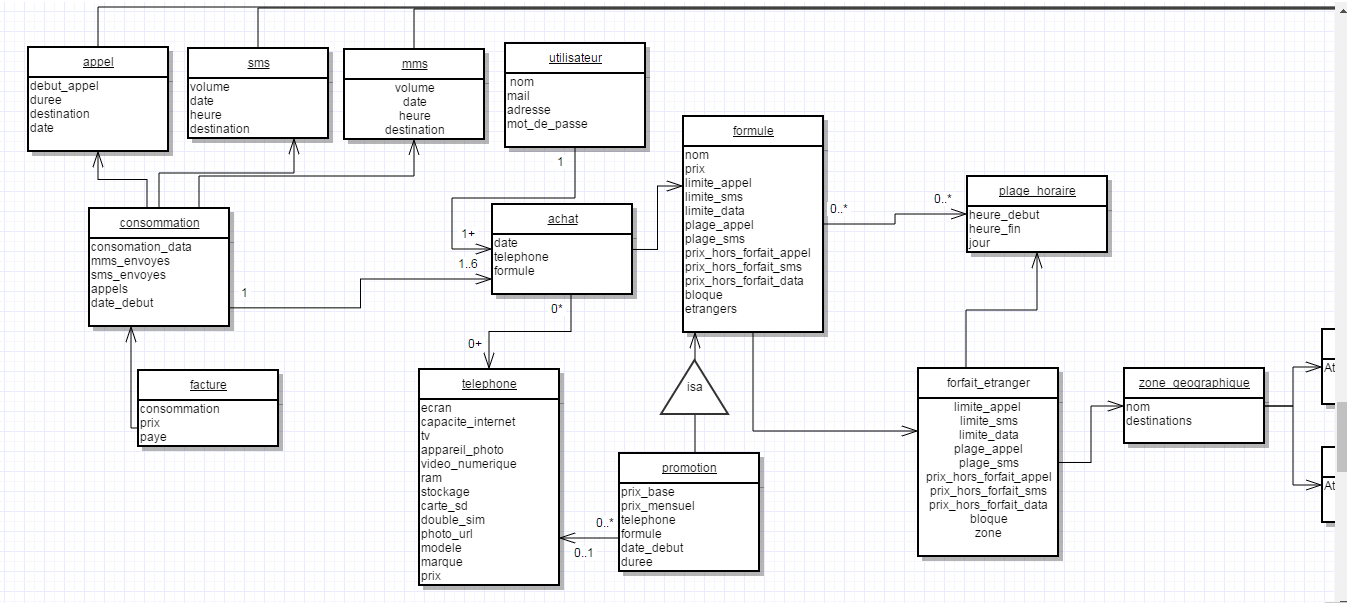 appel
debut_appel
duree
destination
date
sms
volume
date
heure
destination
mms
volume
date
heure
destination
utilisateur
nom
mail
adresse
mot_de_passe
1
formule
nom
prix
limite_appel
limite_sms
limite_data
plage_appel
plage_sms
prix_hors_forfait_appel
prix_hors_forfait_sms
prix_hors_forfait_data
bloque
etrangers
0..*
0..*
plage_horaire
heure_debut
heure_fin
jour
consommation
consomation_data
mms_envoyes
sms_envoyes
appels
date_debut
1
1+
1..6
achat
date
telephone
formule
0*
0+
facture
consommation
prix
paye
telephone
ecran
capacite_internet
tv
appareil_photo
video_numerique
ram
stockage
carte_sd
double_sim
photo_url
modele
marque
prix
isa
promotion
prix_base
prix_mensuel
telephone
formule
date_debut
duree
0..*
0..1
forfait_etranger
limite_appel
limite_sms
limite_data
plage_appel
plage_sms
prix_hors_forfait_appel
prix_hors_forfait_sms
prix_hors_forfait_data
bloque
zone
zone_geographique
nom
destinations
At
At